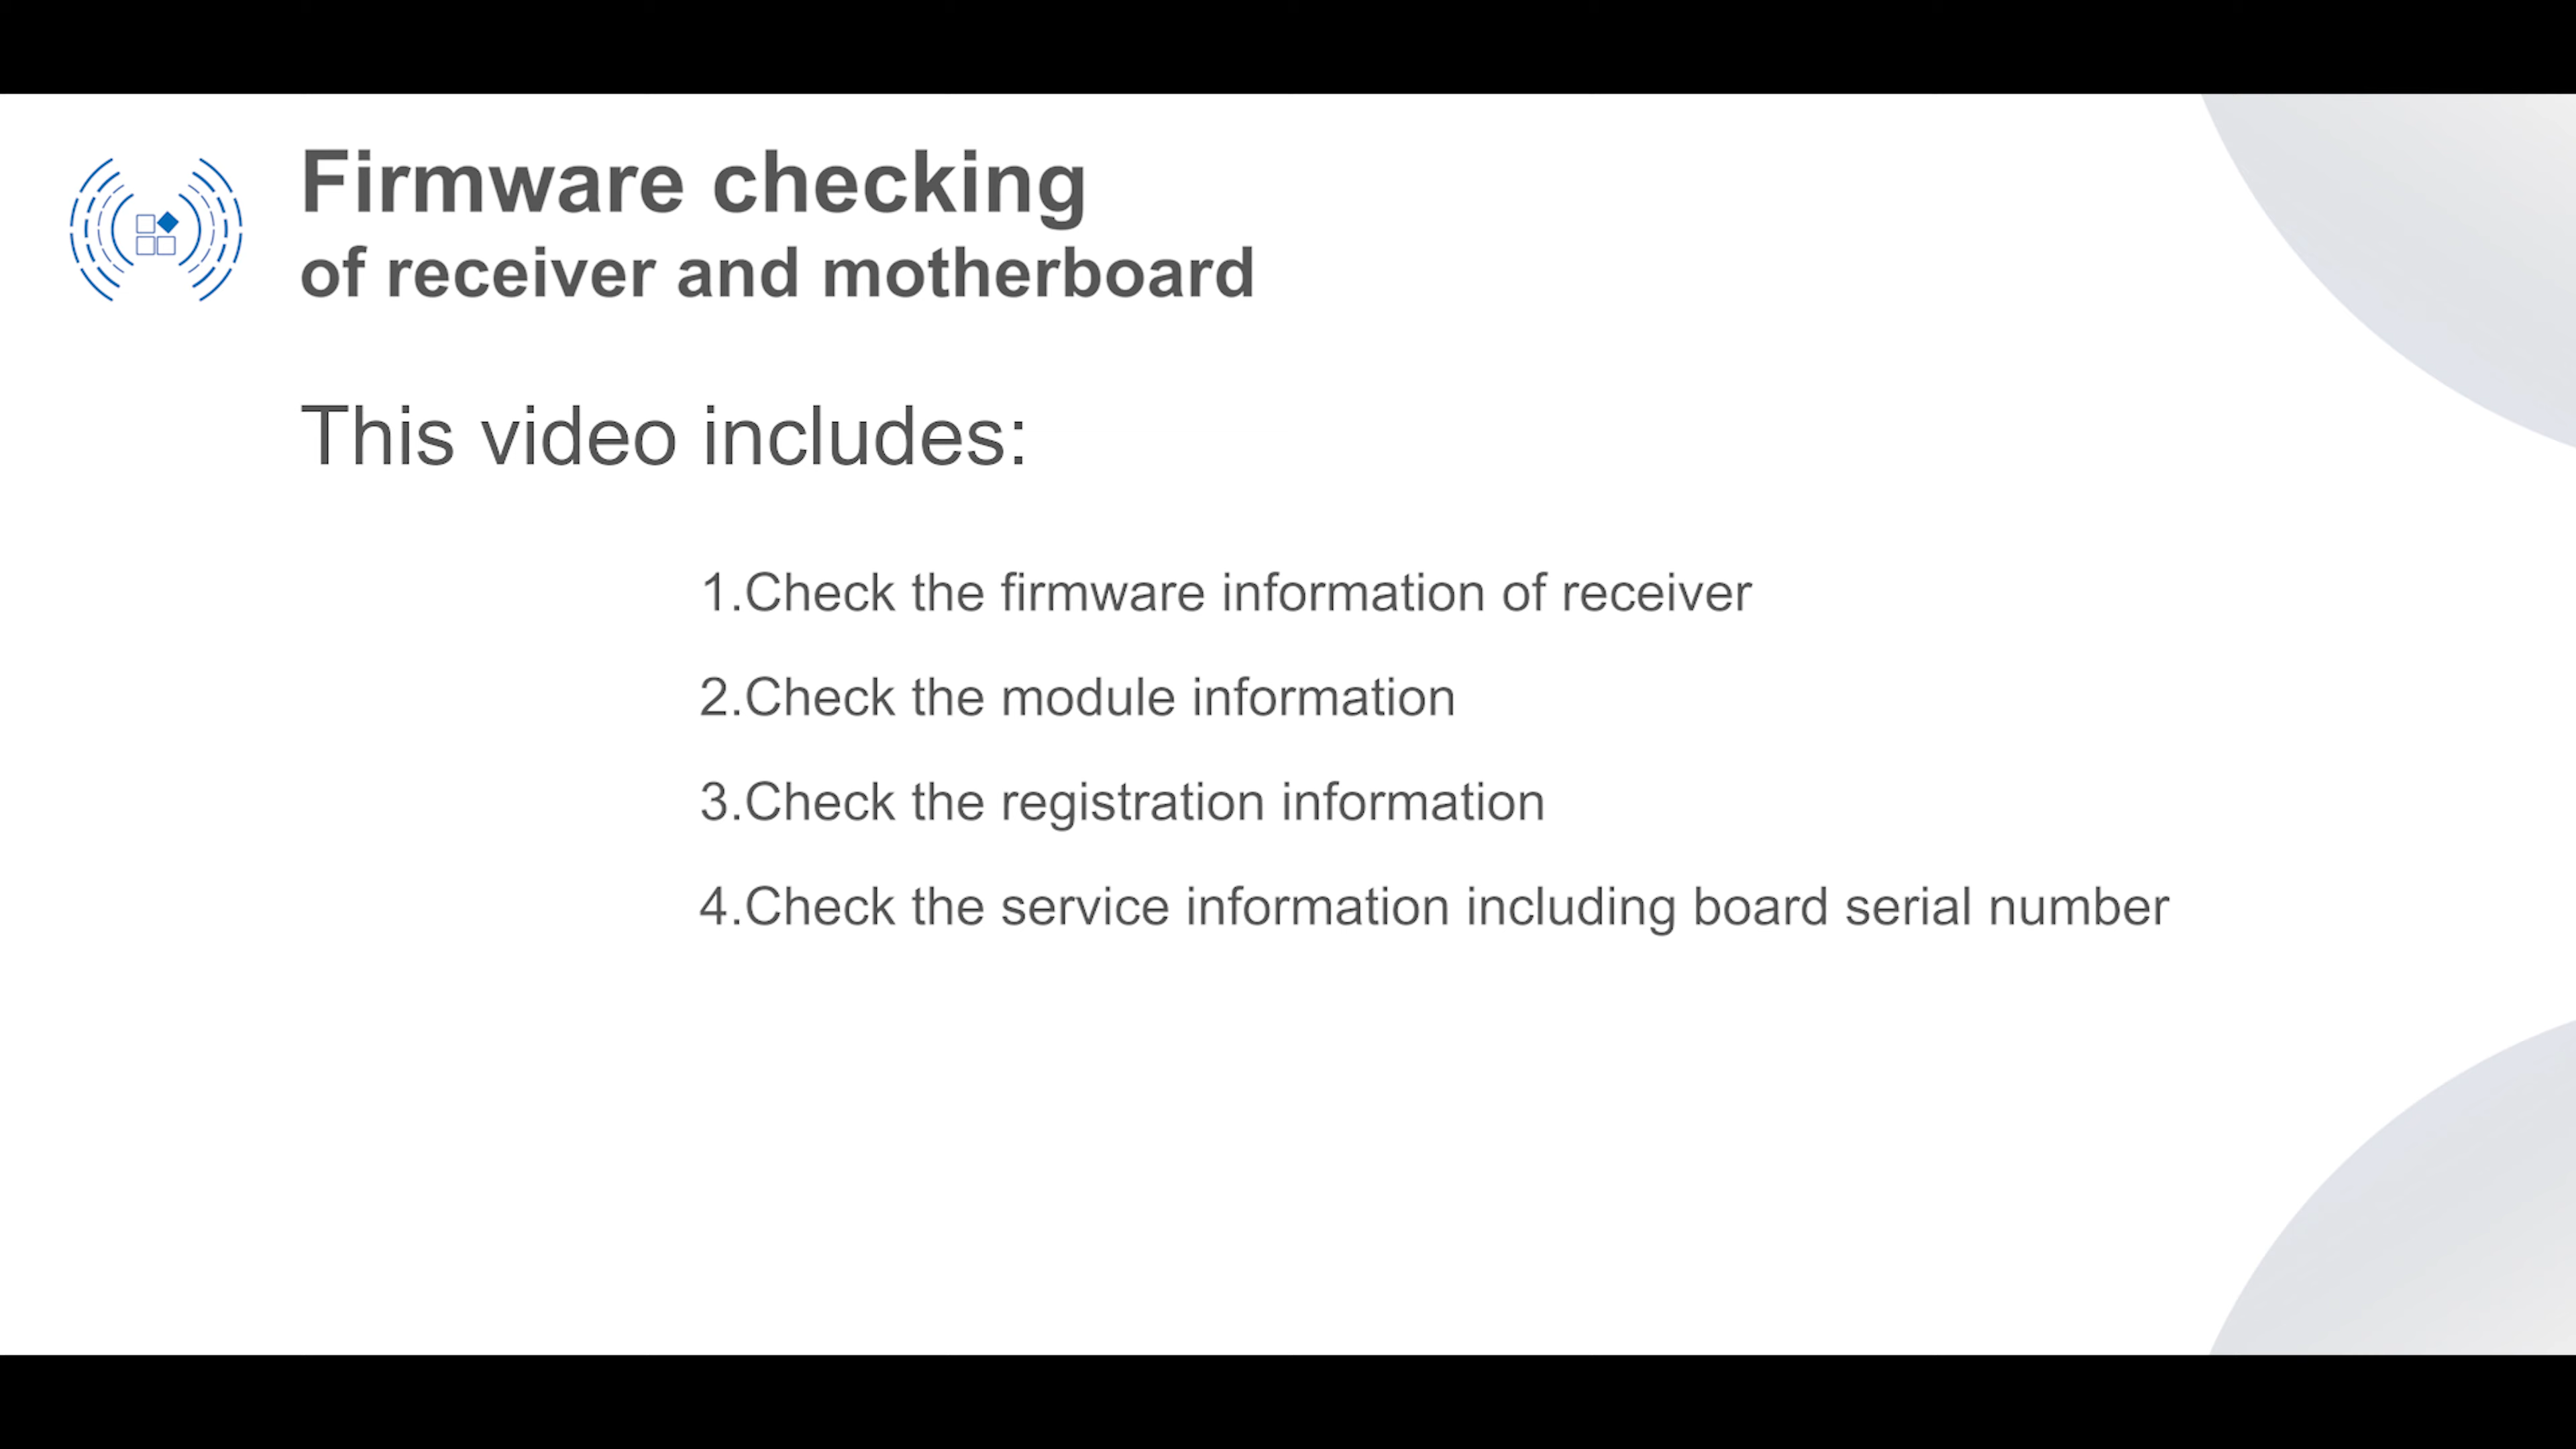 Firmware checking
of receiver and motherboard
This video includes:
1.Check the firmware information of receiver
2.Check the module information
3.Check the registration information
4.Check the service information including board serial number